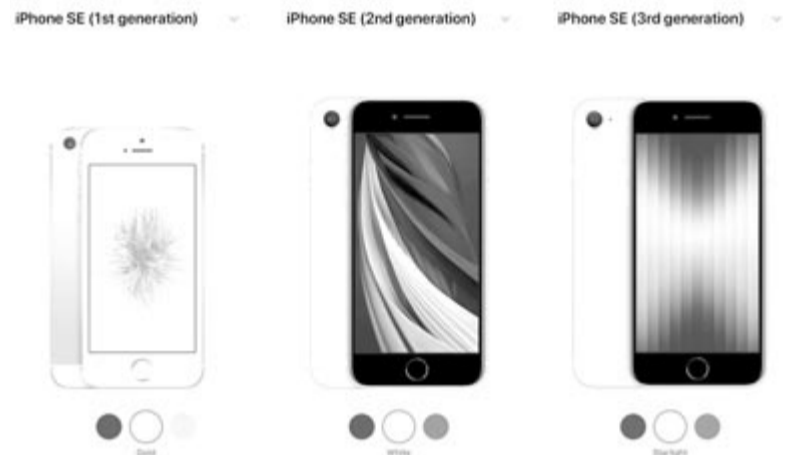 iPhone SE (1st generation)
iPhone SE (2nd generation)
iPhone SE (3rd generation)
Gold
White
Starlight